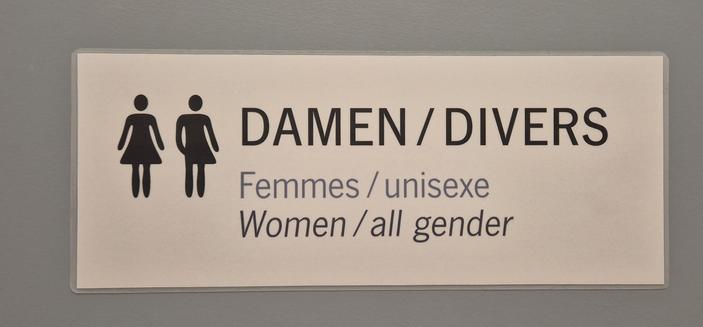 DAMEN / DIVERS
Femmes / unisexe
Women / all gender